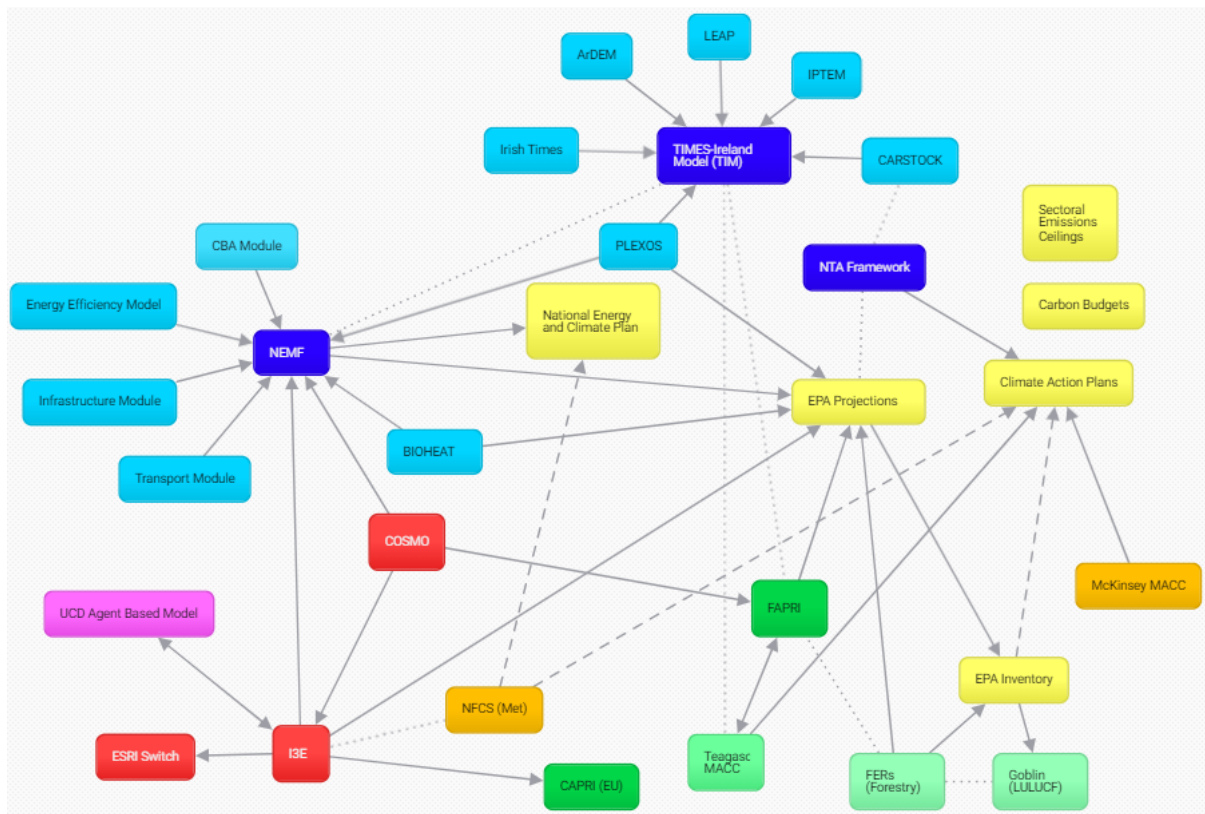 LEAP
ArDEM
IPTEM
Irish Times
TIMES-Ireland
Model (TIM)
CARSTOCK
Sectoral
Emissions
Ceilings
CBA Module
PLEXOS
NTA Framework
Energy Efficiency Model
Carbon Budgets
National Energy
and Climate Plan
NEMF
Climate Action Plans
Infrastructure Module
EPA Projections
BIOHEAT
Transport Module
COSMO
McKinsey MACC
UCD Agent Based Model
FAPRI
EPA Inventory
NFCS (Met)
ESRI Switch
I3E
Teagasc
MACC
CAPRI (EU)
FERs
(Forestry)
Goblin
(LULUCF)